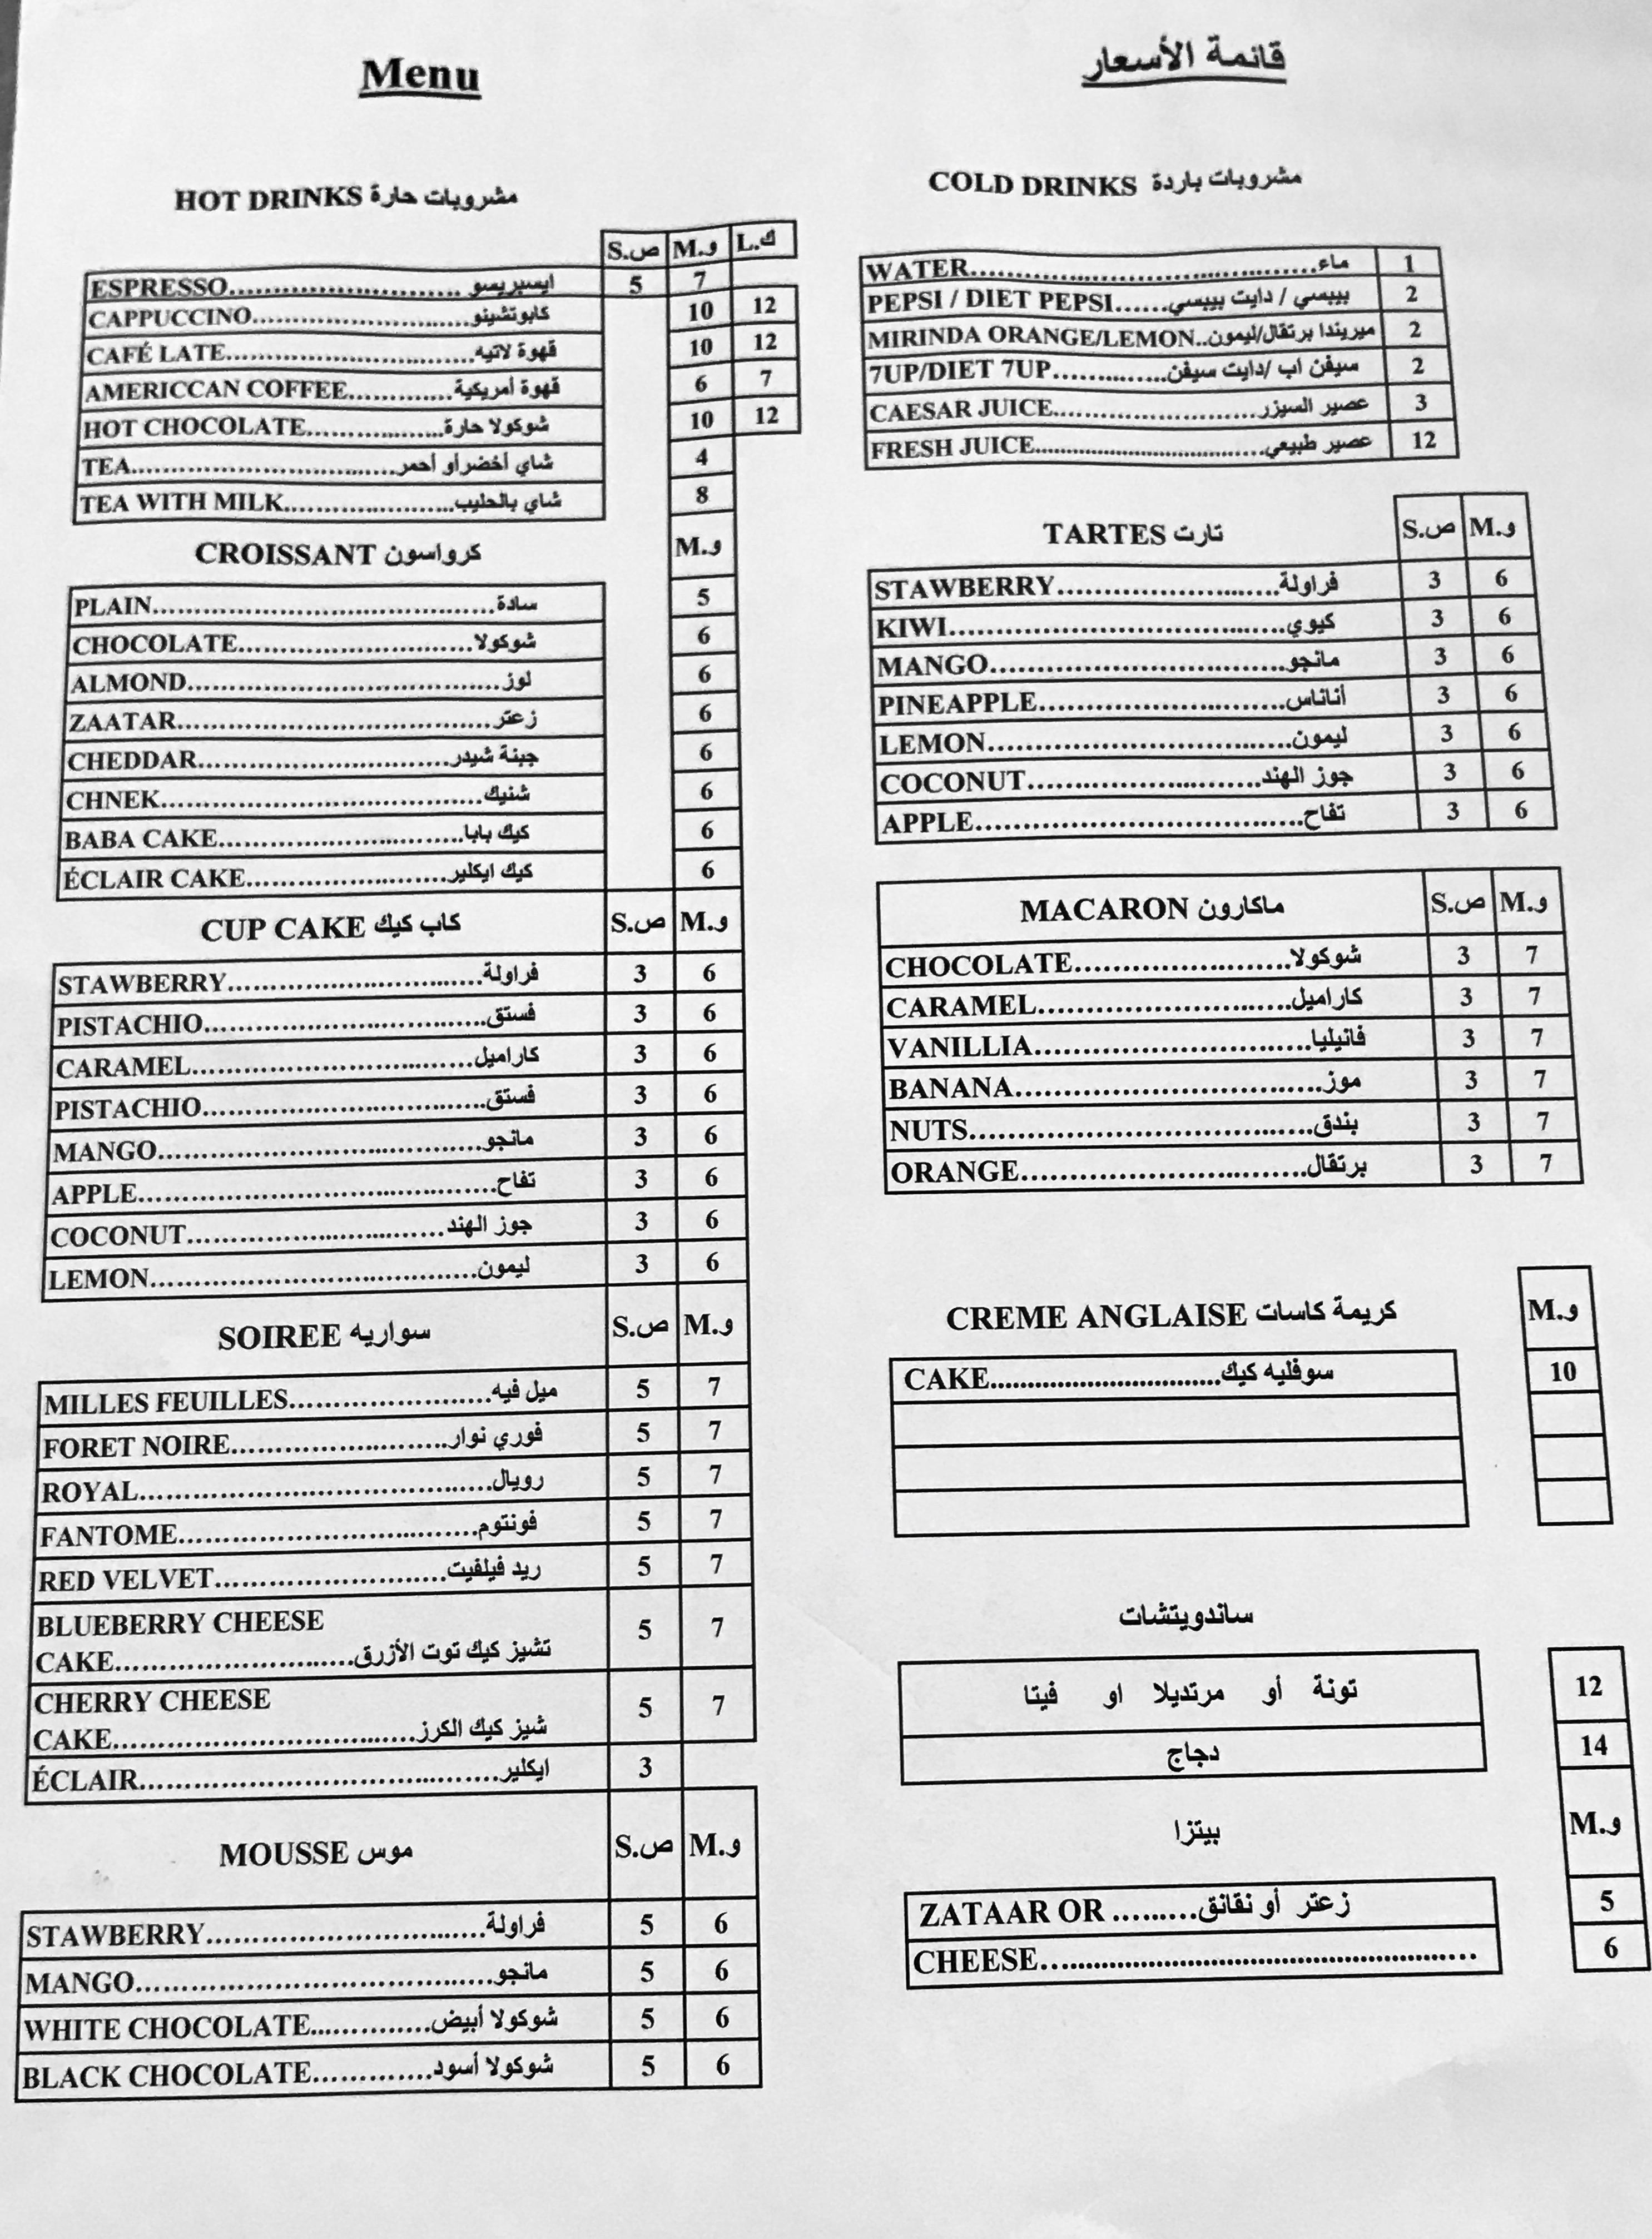 Menu
HOT DRINKS مشروبات حارة
S.ص M.و L.ك
ESPRESSO.......................... ايسبريسو 5 7
CAPPUCCINO..........................كابوتشينو 10 12
CAFÉ LATE..............................قهوة لاتيه 10 12
AMERICCAN COFFEE.............قهوة أمريكية 6 7
HOT CHOCOLATE.................شوكولا حارة 10 12
TEA.................................شاي أخضرأو أحمر 4
TEA WITH MILK......................شاي بالحليب 8
CROISSANT كرواسون M.و
PLAIN.......................................سادة 5
CHOCOLATE...........................شوكولا 6
ALMOND....................................لوز 6
ZAATAR....................................زعتر 6
CHEDDAR.............................جبنة شيدر 6
CHNEK.....................................شنيك 6
BABA CAKE............................كيك بابا 6
ÉCLAIR CAKE.......................كيك ايكلير 6
CUP CAKE كاب كيك S.ص M.و
STAWBERRY.............................فراولة 3 6
PISTACHIO................................فستق 3 6
CARAMEL................................كاراميل 3 6
PISTACHIO................................فستق 3 6
MANGO.....................................مانجو 3 6
APPLE.........................................تفاح 3 6
COCONUT.............................جوز الهند 3 6
LEMON.....................................ليمون 3 6
SOIREE سواريه S.ص M.و
MILLES FEUILLES.......................ميل فيه 5 7
FORET NOIRE.........................فوري نوار 5 7
ROYAL.......................................رويال 5 7
FANTOME..................................فونتوم 5 7
RED VELVET..........................ريد فيلفيت 5 7
BLUEBERRY CHEESE
CAKE..........................تشيز كيك توت الأزرق 5 7
CHERRY CHEESE
CAKE.................................شيز كيك الكرز 5 7
ÉCLAIR.......................................ايكلير 3
MOUSSE موس S.ص M.و
STAWBERRY..............................فراولة 5 6
MANGO.......................................مانجو 5 6
WHITE CHOCOLATE..............شوكولا أبيض 5 6
BLACK CHOCOLATE.............شوكولا أسود 5 6
قائمة الأسعار
COLD DRINKS مشروبات باردة
WATER.......................................ماء 1
PEPSI / DIET PEPSI......بيبسي / دايت بيبسي 2
MIRINDA ORANGE/LEMON..ميريندا برتقال/ليمون 2
7UP/DIET 7UP.............سيفن اب /دايت سيفن 2
CAESAR JUICE.......................عصير السيزر 3
FRESH JUICE.......................................عصير طبيعي 12
TARTES تارت S.ص M.و
STAWBERRY.........................فراولة 3 6
KIWI......................................كيوي 3 6
MANGO..................................مانجو 3 6
PINEAPPLE............................أناناس 3 6
LEMON..................................ليمون 3 6
COCONUT..........................جوز الهند 3 6
APPLE.....................................تفاح 3 6
MACARON ماكارون S.ص M.و
CHOCOLATE.........................شوكولا 3 7
CARAMEL.............................كاراميل 3 7
VANILLIA...............................فانيليا 3 7
BANANA...................................موز 3 7
NUTS.......................................بندق 3 7
ORANGE.................................برتقال 3 7
CREME ANGLAISE كريمة كاسات M.و
CAKE...............................سوفليه كيك 10
ساندويتشات
تونة أو مرتديلا او فيتا 12
دجاج 14
بيتزا M.و
ZATAAR OR .........زعتر أو نقانق 5
CHEESE....................................................... 6